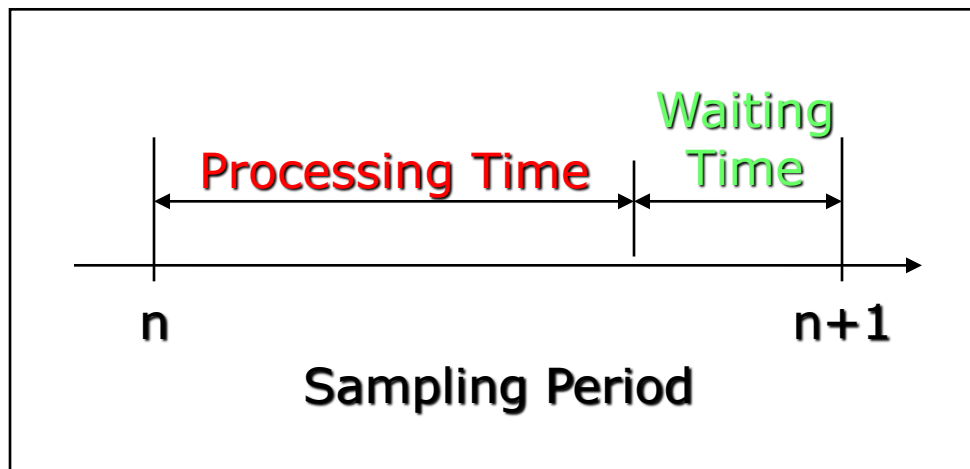 Waiting
Time
Processing Time
n
n+1
Sampling Period